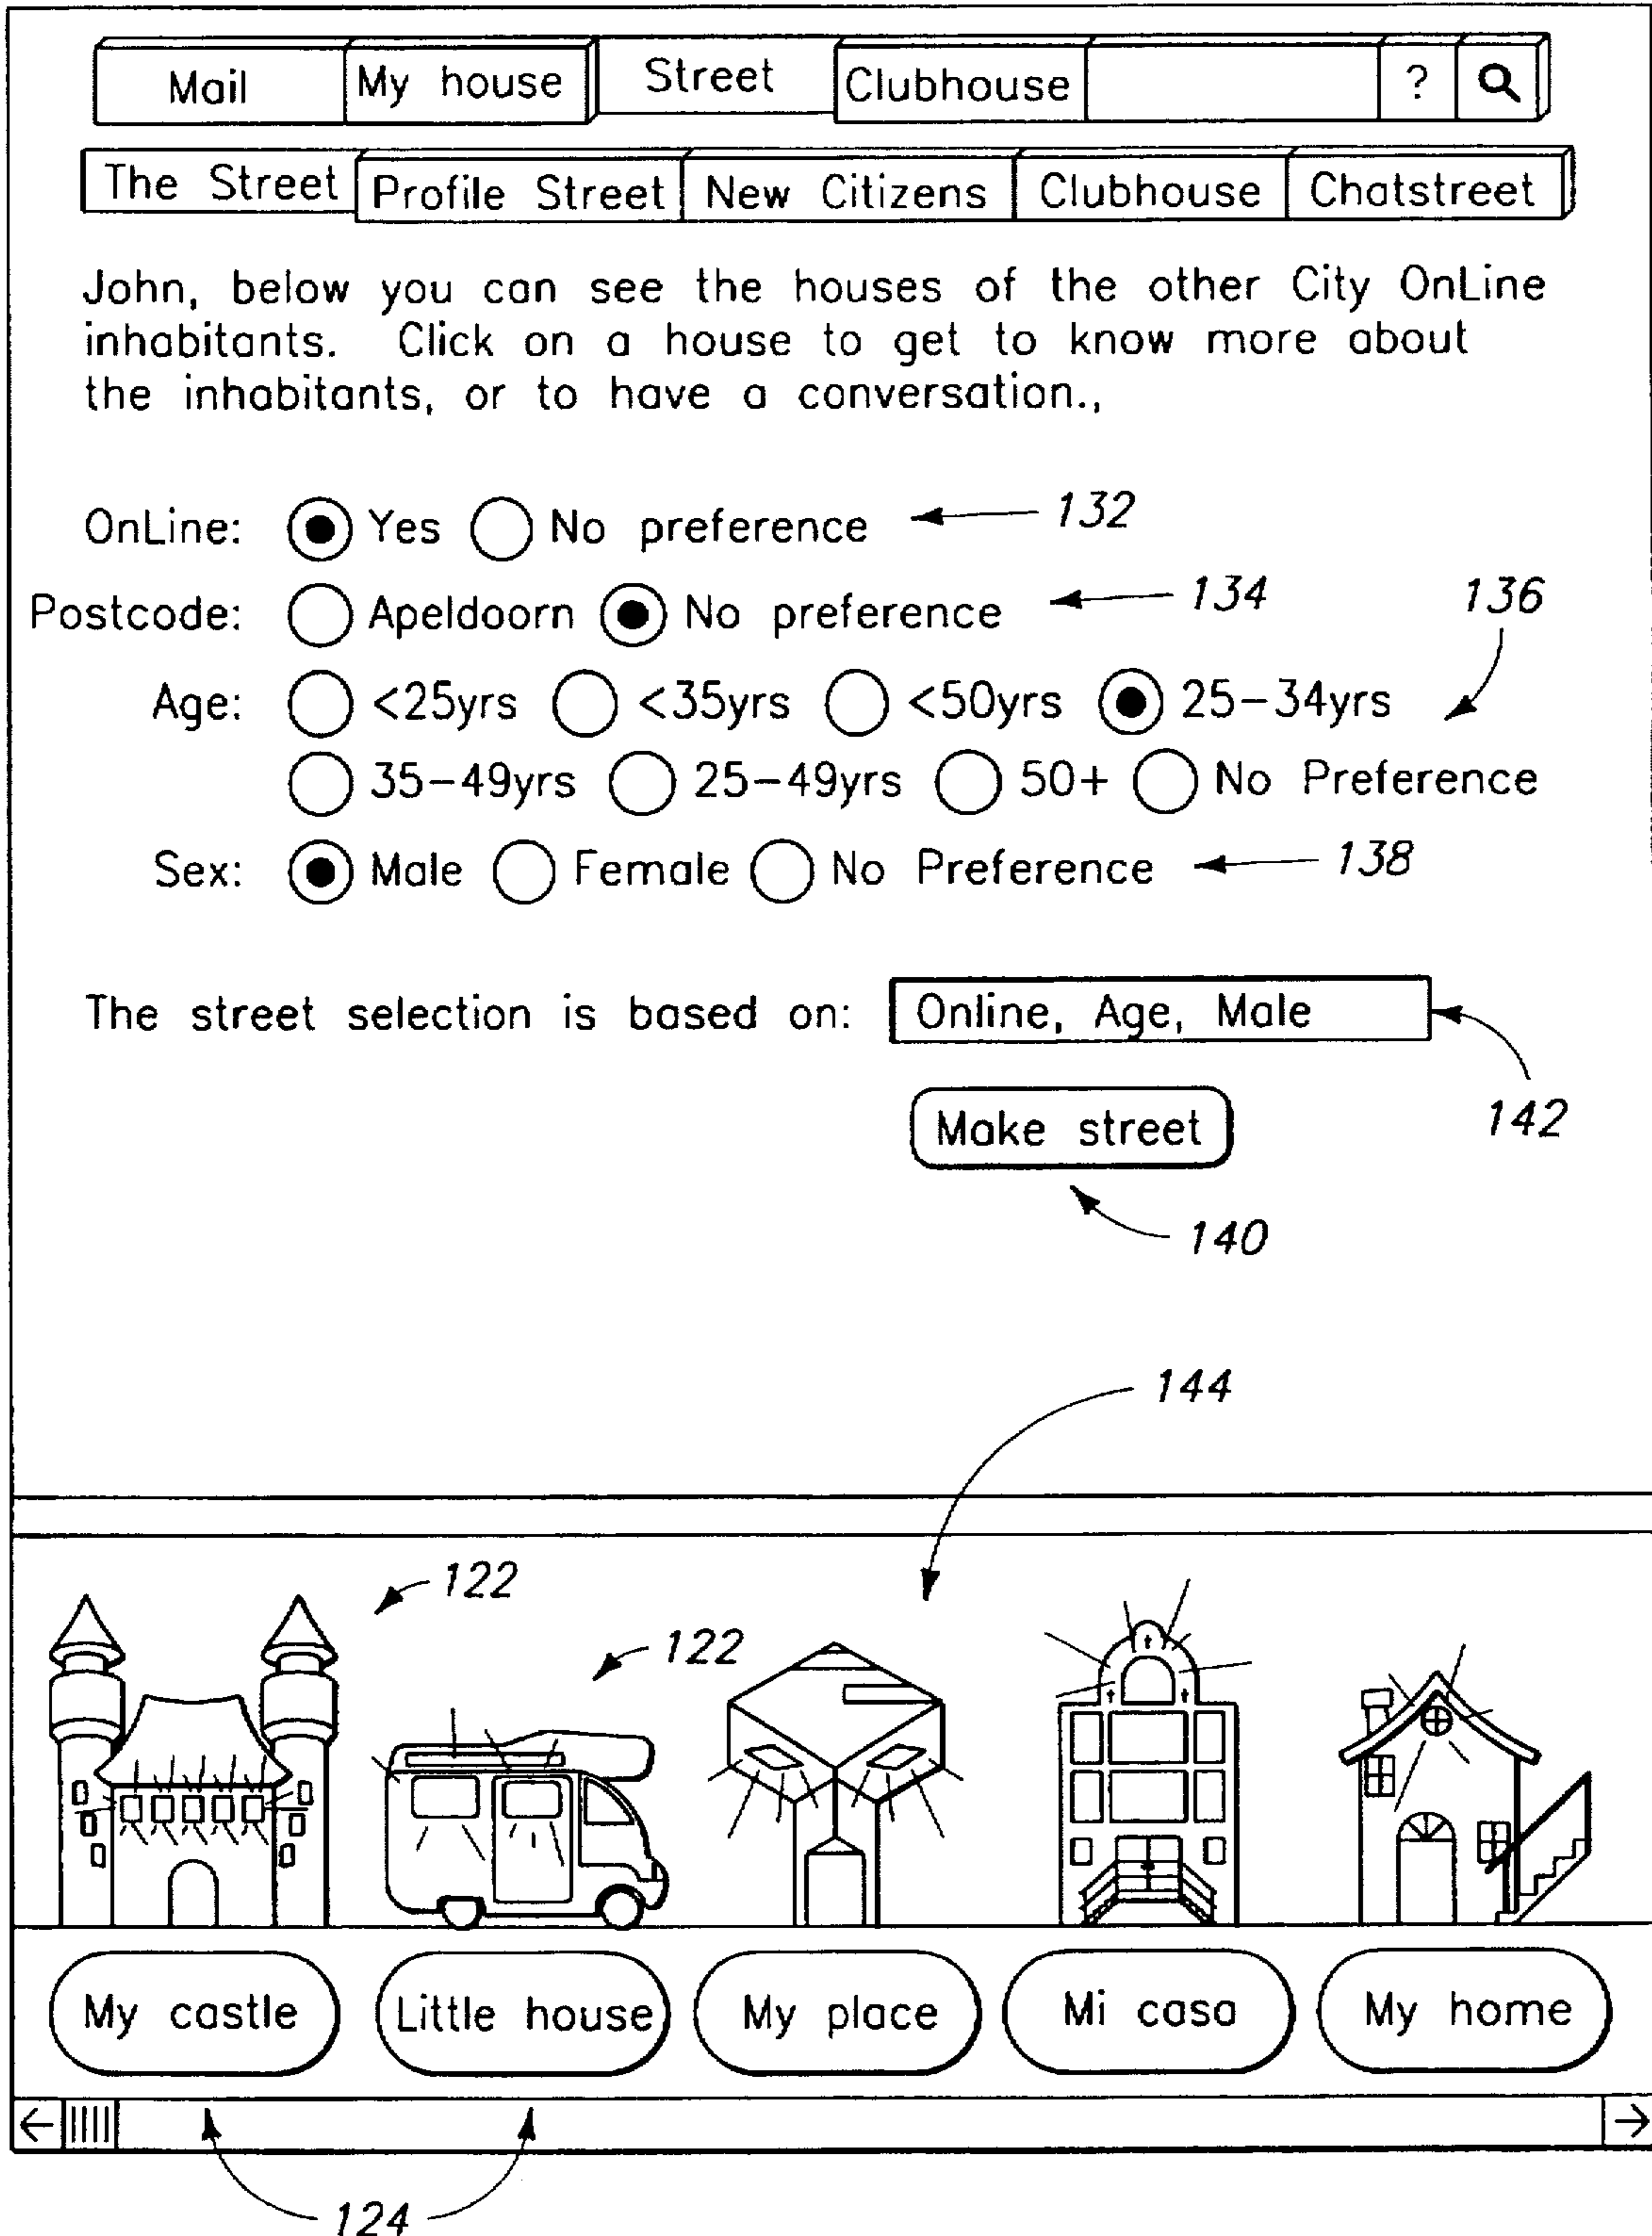 Mail My house Street Clubhouse ?
The Street Profile Street New Citizens Clubhouse Chatstreet
John, below you can see the houses of the other City OnLine
inhabitants. Click on a house to get to know more about
the inhabitants, or to have a conversation.,
OnLine: Yes No preference 132
Postcode: Apeldoorn No preference 134 136
Age: <25yrs <35yrs <50yrs 25-34yrs
35-49yrs 25-49yrs 50+ No Preference
Sex: Male Female No Preference 138
The street selection is based on: Online, Age, Male
142
Make street
140
144
122
122
My castle Little house My place Mi casa My home
124